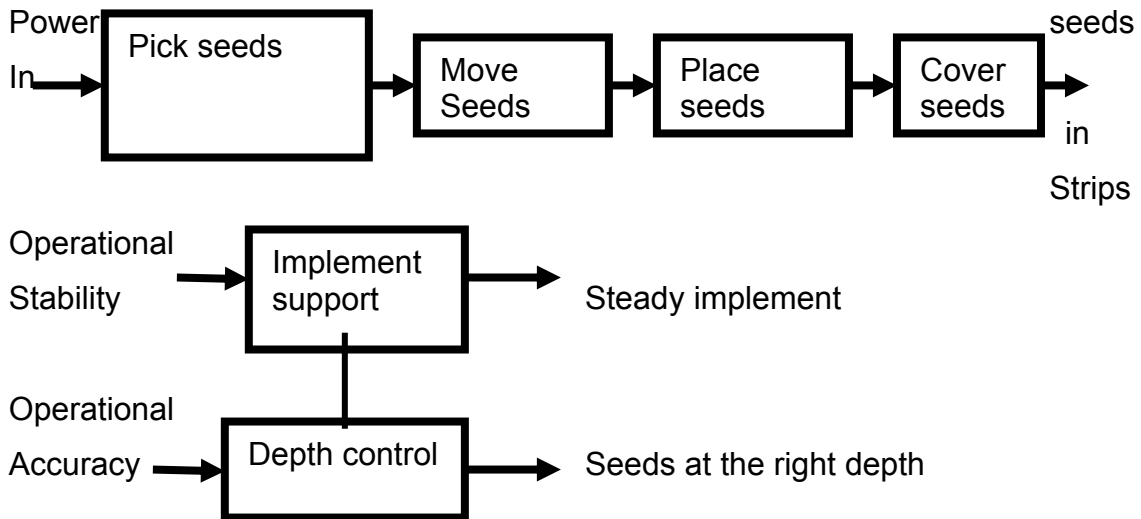 Power
In
Pick seeds
Move
Seeds
Place
seeds
Cover
seeds
seeds
in
Strips
Operational
Stability
Implement
support
Steady implement
Operational
Accuracy
Depth control
Seeds at the right depth